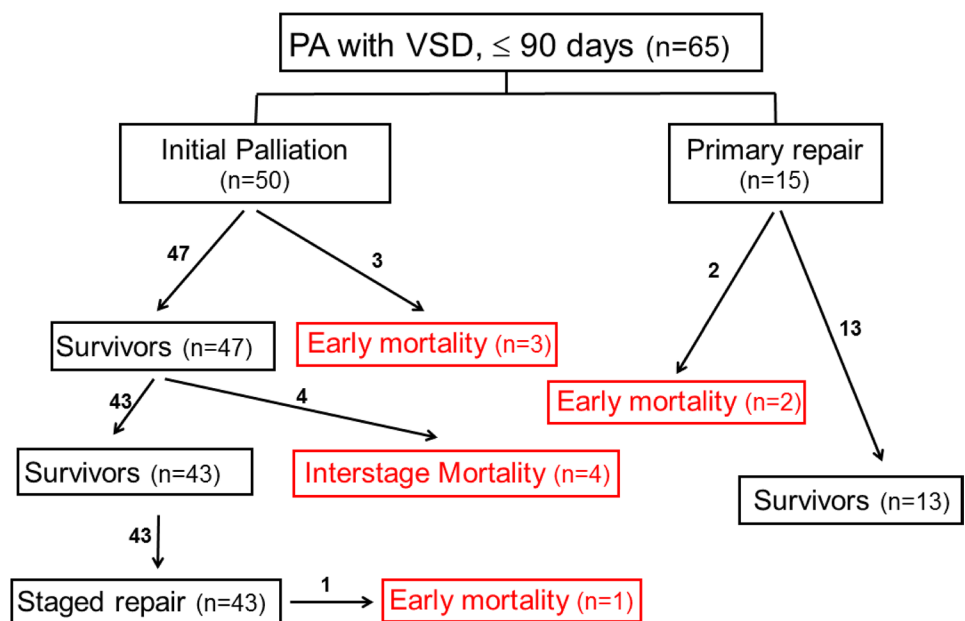 PA with VSD, ≤ 90 days (n=65)
Initial Palliation
(n=50)
Primary repair
(n=15)
47
3
2
13
Survivors (n=47)
Early mortality (n=3)
Early mortality (n=2)
43
4
Survivors (n=43)
Interstage Mortality (n=4)
Survivors (n=13)
43
Staged repair (n=43)
1
Early mortality (n=1)